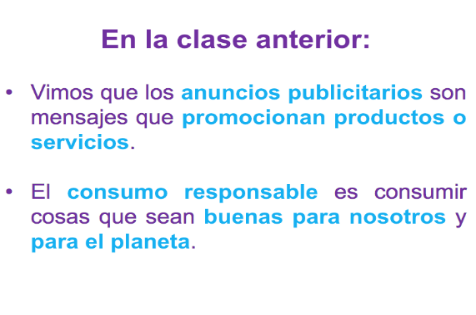 En la clase anterior:
• Vimos que los anuncios publicitarios son
mensajes que promocionan productos o
servicios.
• El consumo responsable es consumir
cosas que sean buenas para nosotros y
para el planeta.